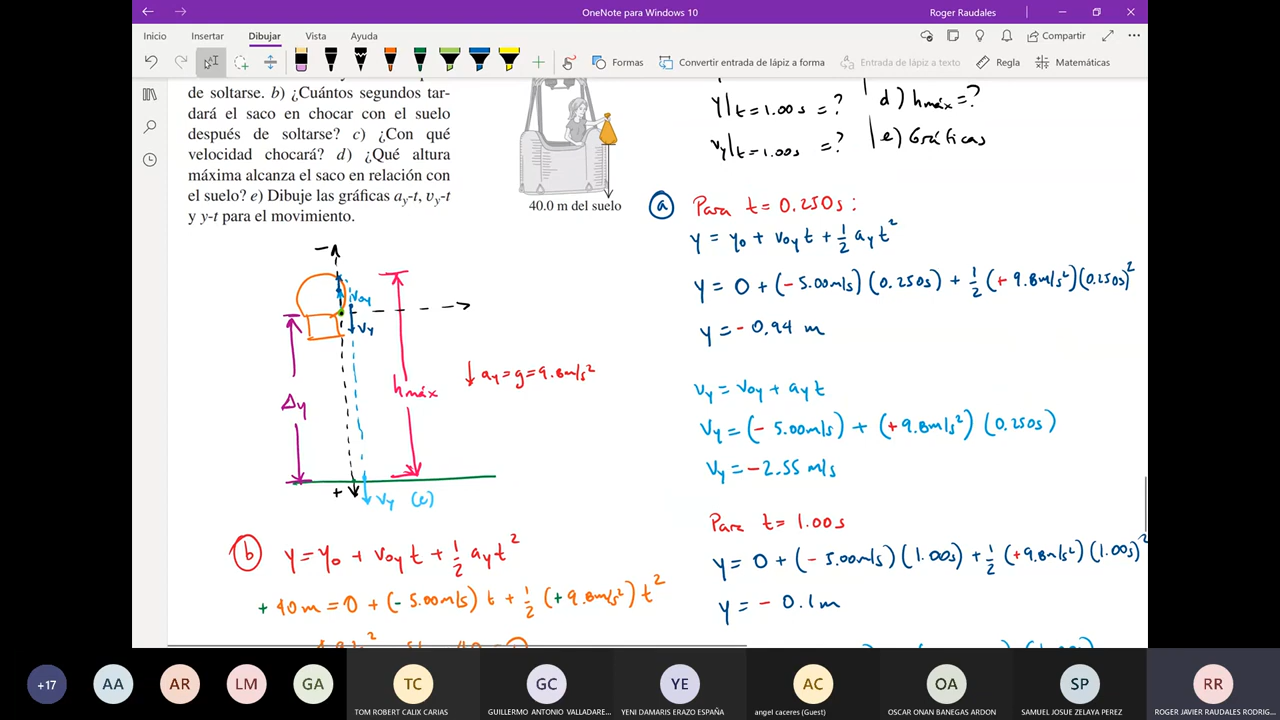 OneNote para Windows 10
Roger Raudales
Inicio Insertar Dibujar Vista Ayuda
Compartir
Formas Convertir entrada de lápiz a forma Entrada de lápiz a texto Regla Matemáticas
de soltarse. b) ¿Cuántos segundos tar-
dará el saco en chocar con el suelo
después de soltarse? c) ¿Con qué
velocidad chocará? d) ¿Qué altura
máxima alcanza el saco en relación con
el suelo? e) Dibuje las gráficas ay-t, vy-t
y y-t para el movimiento.
40.0 m del suelo
y|t=1.00s =?
vy|t=1.00s =?
d) hmáx=?
e) Gráficas
a
Para t=0.250s:
y = y0 + v0y t + 1/2 ay t²
y = 0 + (-5.00m/s)(0.250s) + 1/2 (+9.8m/s²)(0.250s)²
y = - 0.94 m
vy = v0y + ay t
vy = (-5.00m/s) + (+9.8m/s²)(0.250s)
vy = -2.55 m/s
Para t= 1.00s
y = 0 + (-5.00m/s)(1.00s) + 1/2 (+9.8m/s²)(1.00s)²
y = - 0.1m
-
v0y
vy
hmáx
↓ ay=g=9.8m/s²
Δy
+
vy (c)
b
y = y0 + v0y t + 1/2 ay t²
+ 40m = 0 + (-5.00m/s) t + 1/2 (+9.8m/s²) t²
+17 AA AR LM GA TC GC YE AC OA SP RR
TOM ROBERT CALIX CARIAS
GUILLERMO ANTONIO VALLADARE...
YENI DAMARIS ERAZO ESPAÑA
angel caceres (Guest)
OSCAR ONAN BANEGAS ARDON
SAMUEL JOSUE ZELAYA PEREZ
ROGER JAVIER RAUDALES RODRIG...